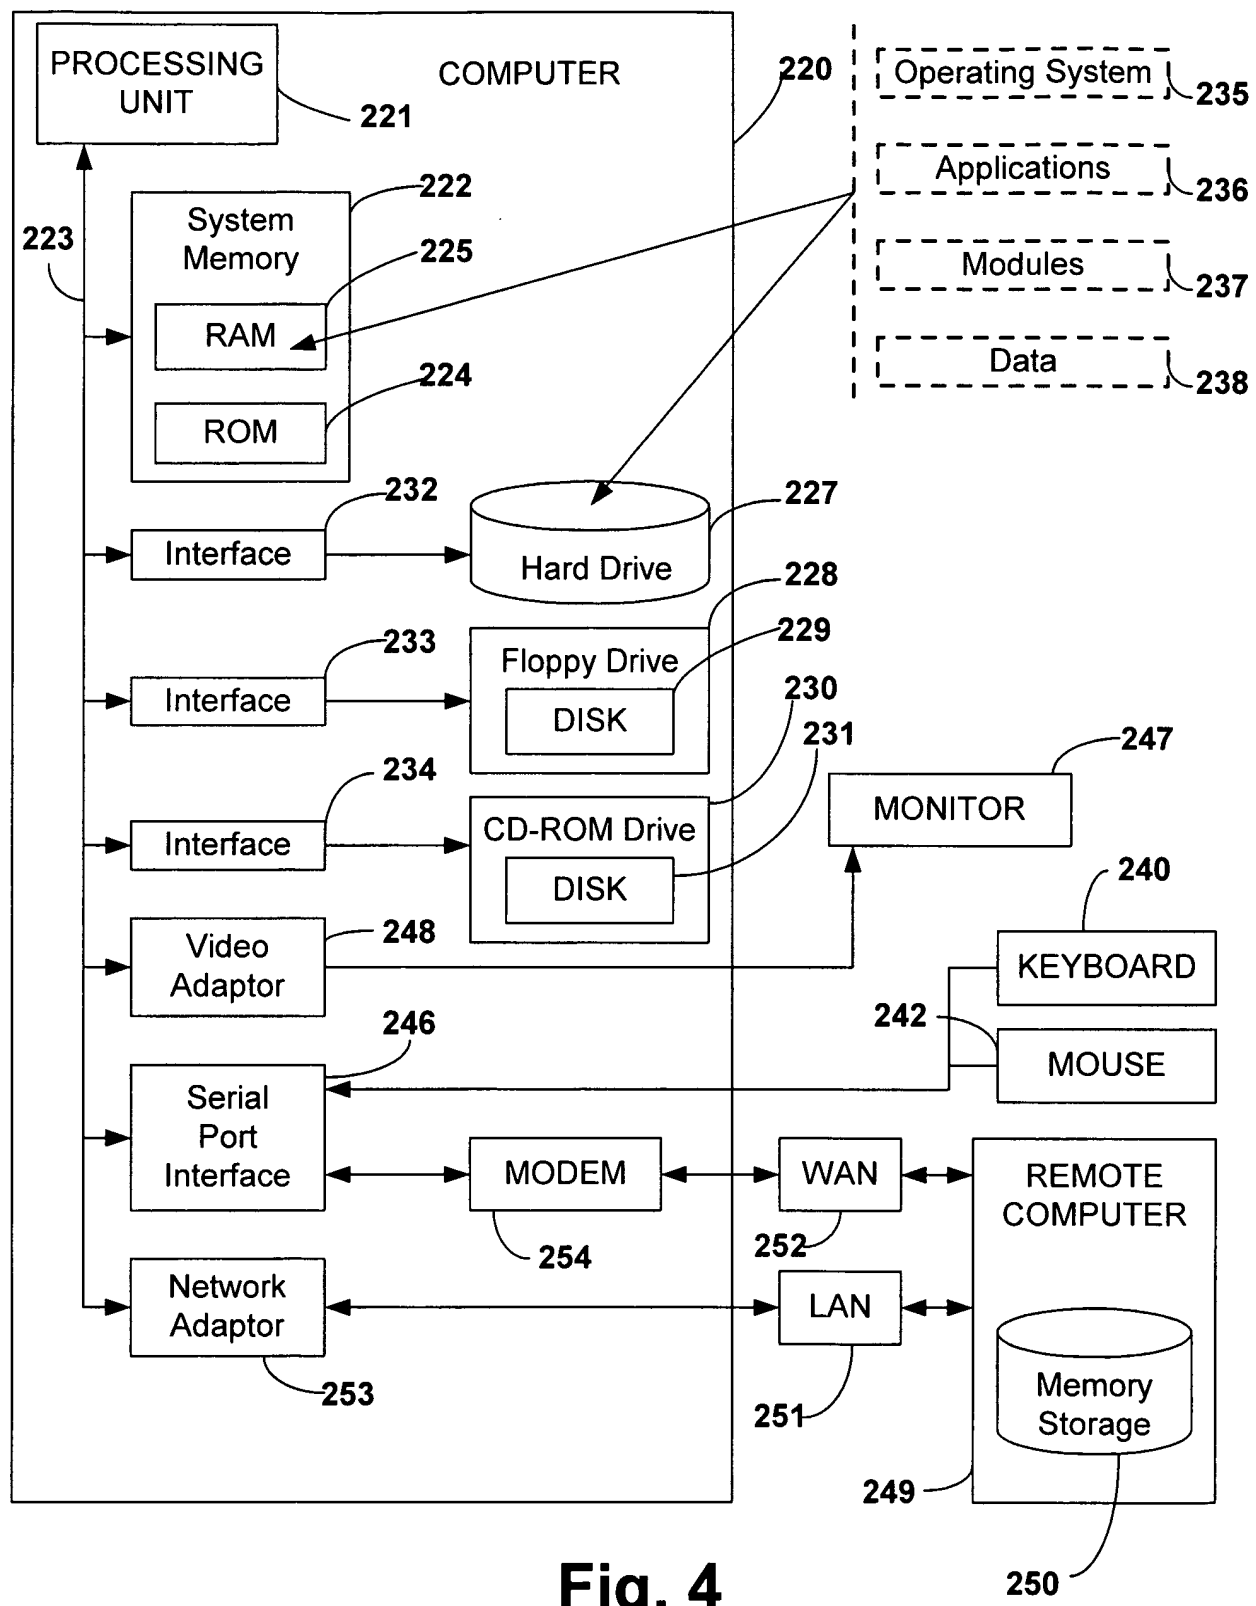 PROCESSING
UNIT
221
COMPUTER
220
Operating System
235
Applications
236
Modules
237
Data
238
223
222
System
Memory
225
RAM
224
ROM
232
Interface
227
Hard Drive
228
233
Interface
229
Floppy Drive
DISK
230
231
234
Interface
CD-ROM Drive
DISK
247
MONITOR
248
Video
Adaptor
240
KEYBOARD
242
MOUSE
246
Serial
Port
Interface
MODEM
254
WAN
252
REMOTE
COMPUTER
Network
Adaptor
253
LAN
251
Memory
Storage
249
250
Fig. 4